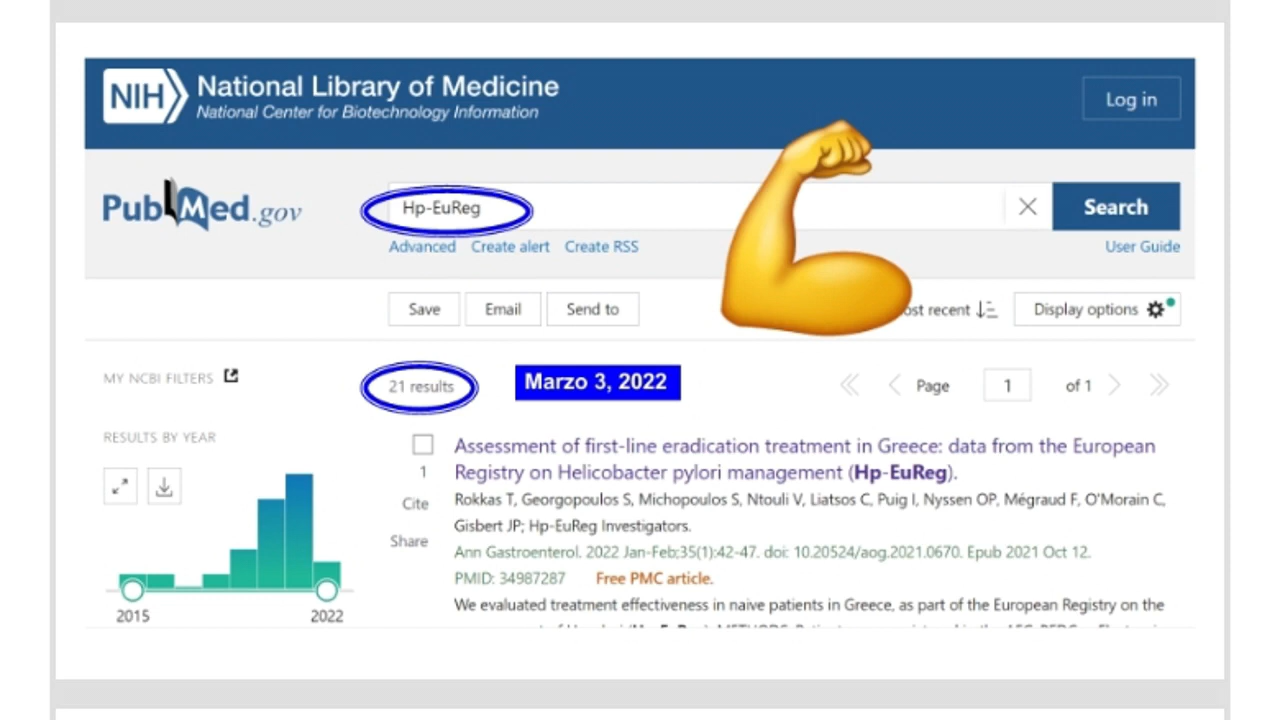 NIH National Library of Medicine
National Center for Biotechnology Information
Log in
PubMed.gov
Hp-EuReg
Search
Advanced Create alert Create RSS
User Guide
Save Email Send to
ost recent
Display options
MY NCBI FILTERS
21 results
Marzo 3, 2022
Page 1 of 1
RESULTS BY YEAR
2015 2022
Assessment of first-line eradication treatment in Greece: data from the European
1 Registry on Helicobacter pylori management (Hp-EuReg).
Cite Rokkas T, Georgopoulos S, Michopoulos S, Ntouli V, Liatsos C, Puig I, Nyssen OP, Mégraud F, O'Morain C,
Gisbert JP; Hp-EuReg Investigators.
Share
Ann Gastroenterol. 2022 Jan-Feb;35(1):42-47. doi: 10.20524/aog.2021.0670. Epub 2021 Oct 12.
PMID: 34987287 Free PMC article.
We evaluated treatment effectiveness in naive patients in Greece, as part of the European Registry on the